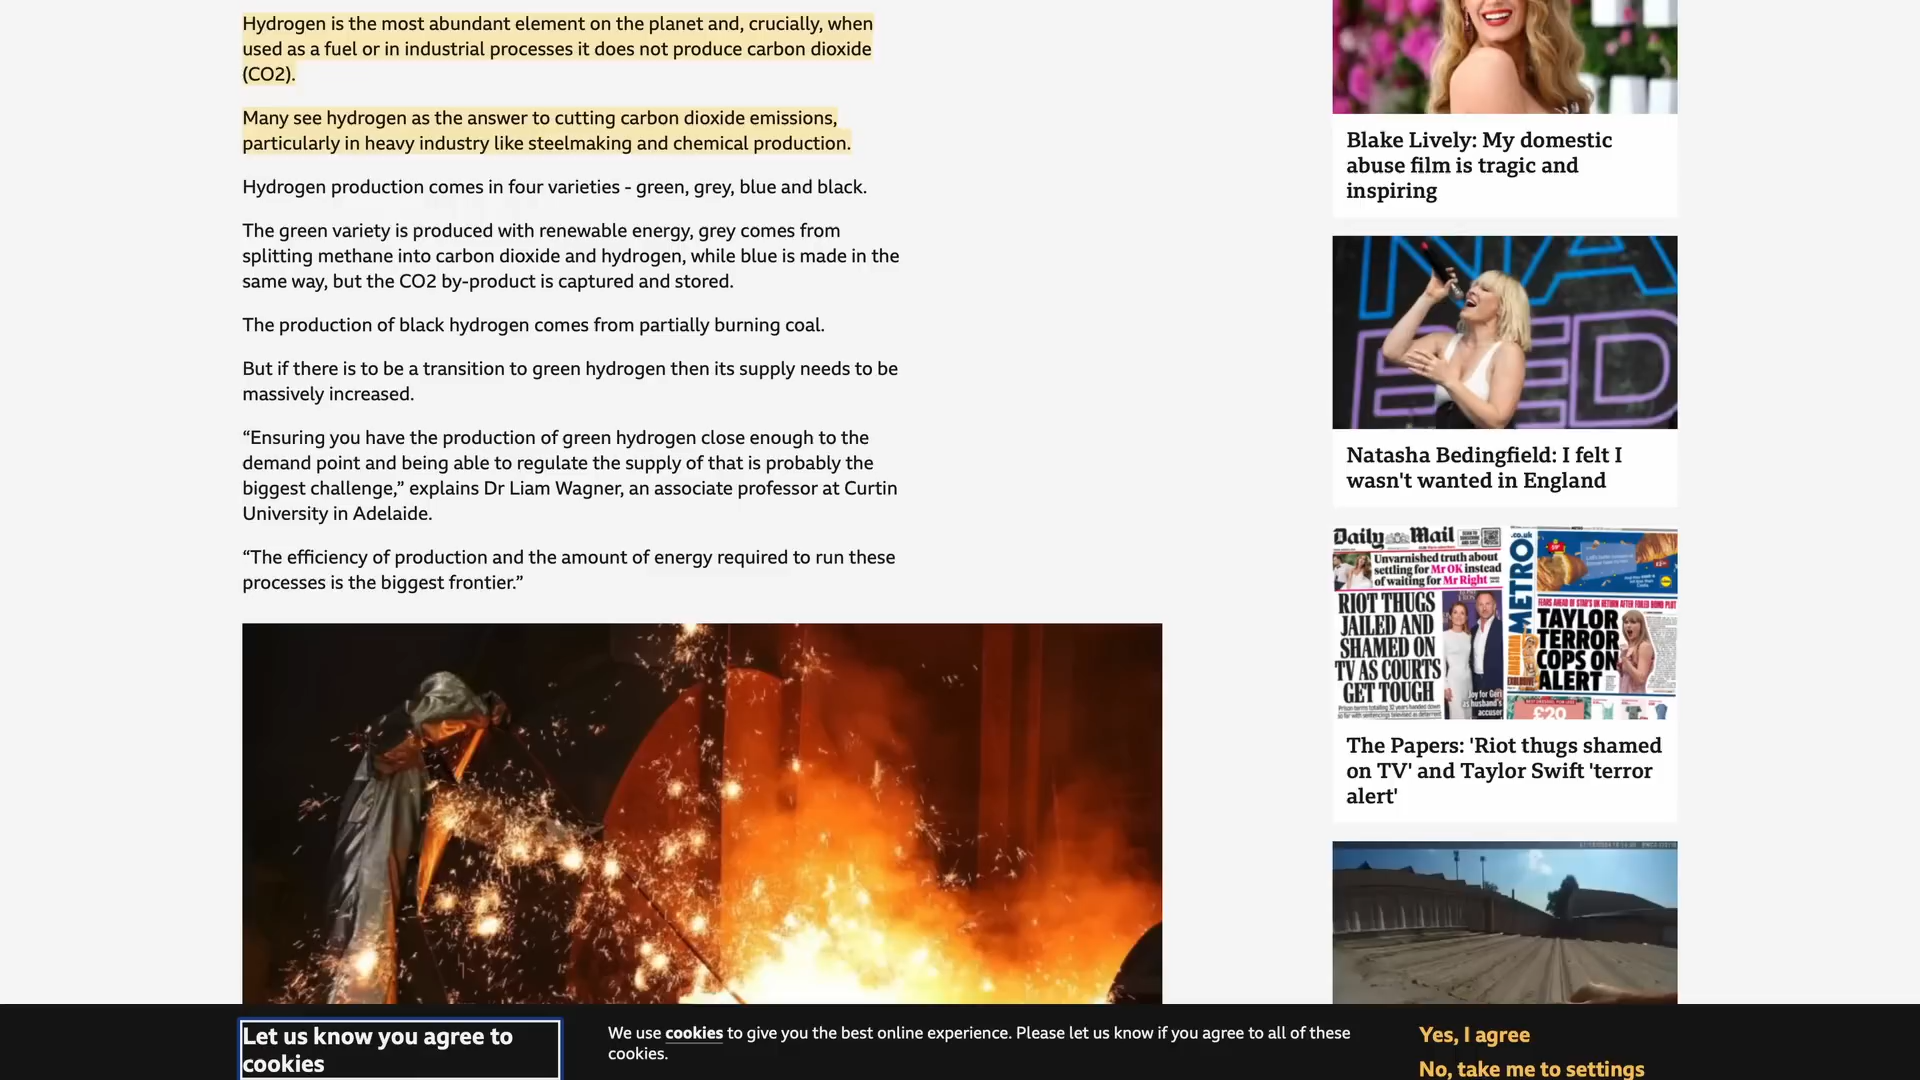 Hydrogen is the most abundant element on the planet and, crucially, when
used as a fuel or in industrial processes it does not produce carbon dioxide
(CO2).
Many see hydrogen as the answer to cutting carbon dioxide emissions,
particularly in heavy industry like steelmaking and chemical production.
Hydrogen production comes in four varieties - green, grey, blue and black.
The green variety is produced with renewable energy, grey comes from
splitting methane into carbon dioxide and hydrogen, while blue is made in the
same way, but the CO2 by-product is captured and stored.
The production of black hydrogen comes from partially burning coal.
But if there is to be a transition to green hydrogen then its supply needs to be
massively increased.
“Ensuring you have the production of green hydrogen close enough to the
demand point and being able to regulate the supply of that is probably the
biggest challenge,” explains Dr Liam Wagner, an associate professor at Curtin
University in Adelaide.
“The efficiency of production and the amount of energy required to run these
processes is the biggest frontier.”
Blake Lively: My domestic
abuse film is tragic and
inspiring
NA
BED
Natasha Bedingfield: I felt I
wasn't wanted in England
Daily Mail
Unvarnished truth about
settling for Mr OK instead
of waiting for Mr Right
RIOT THUGS
JAILED AND
SHAMED ON
TV AS COURTS
GET TOUGH
Joy for Geri
as husband's
accuser
METRO
.co.uk
TAYLOR
TERROR
COPS ON
ALERT
£20
The Papers: 'Riot thugs shamed
on TV' and Taylor Swift 'terror
alert'
Let us know you agree to
cookies
We use cookies to give you the best online experience. Please let us know if you agree to all of these
cookies.
Yes, I agree
No, take me to settings